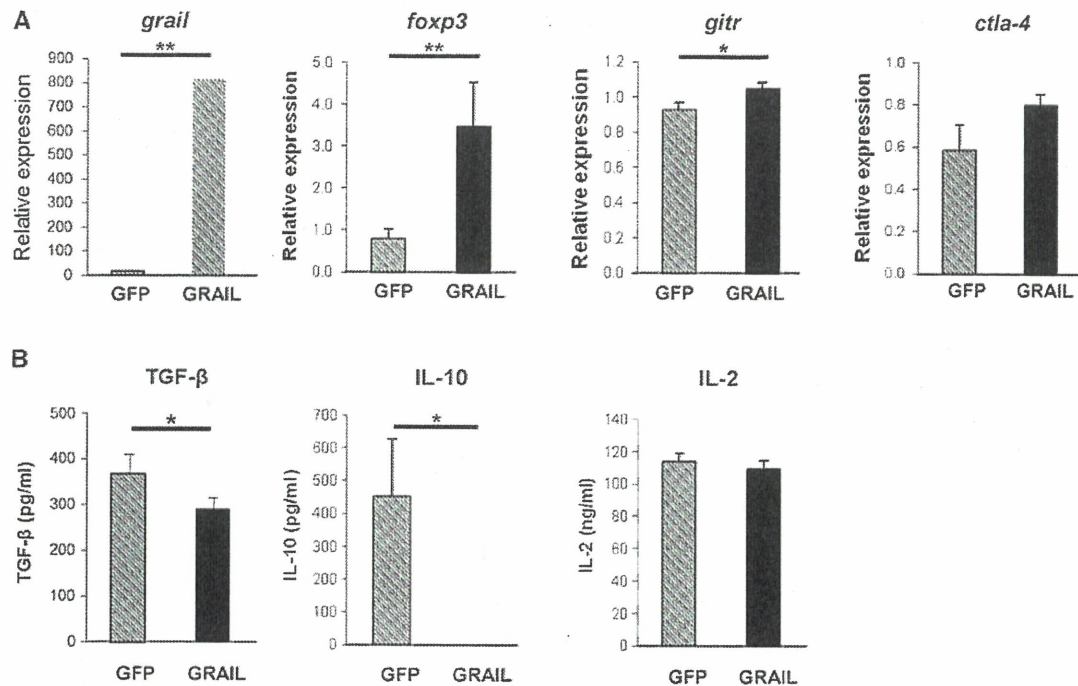 A
grail
**
Relative expression
900
800
700
600
500
400
300
200
100
0
GFP GRAIL
foxp3
**
Relative expression
5.0
4.0
3.0
2.0
1.0
0.0
GFP GRAIL
gitr
*
Relative expression
1.2
1.0
0.8
0.6
0.4
0.2
0.0
GFP GRAIL
ctla-4
Relative expression
1.0
0.8
0.6
0.4
0.2
0.0
GFP GRAIL
B
TGF-β
*
TGF-β (pg/ml)
500
400
300
200
100
0
GFP GRAIL
IL-10
*
IL-10 (pg/ml)
700
600
500
400
300
200
100
0
GFP GRAIL
IL-2
IL-2 (ng/ml)
140
120
100
80
60
40
20
0
GFP GRAIL